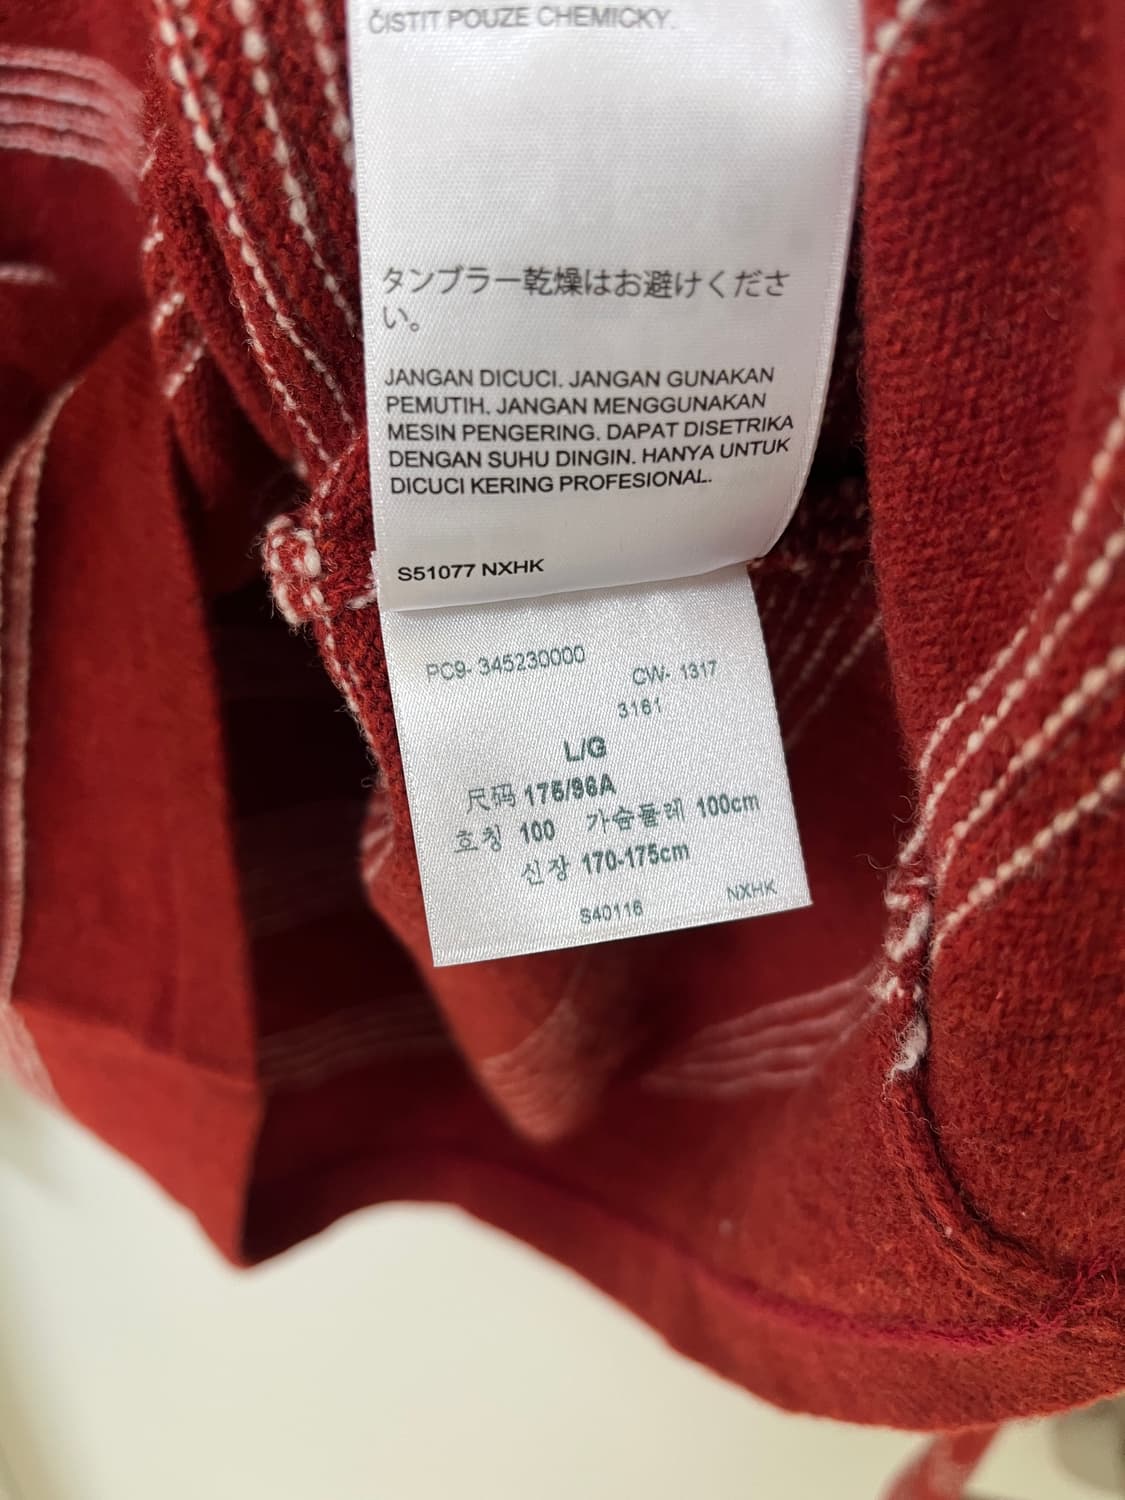 ČISTIT POUZE CHEMICKY.
タンブラー乾燥はお避けくださ
い。
JANGAN DICUCI. JANGAN GUNAKAN
PEMUTIH. JANGAN MENGGUNAKAN
MESIN PENGERING. DAPAT DISETRIKA
DENGAN SUHU DINGIN. HANYA UNTUK
DICUCI KERING PROFESIONAL.
S51077 NXHK
PC9- 345230000
CW- 1317
3161
L/G
尺码 175/96A
호칭 100 가슴둘레 100cm
신장 170-175cm
S40116 NXHK